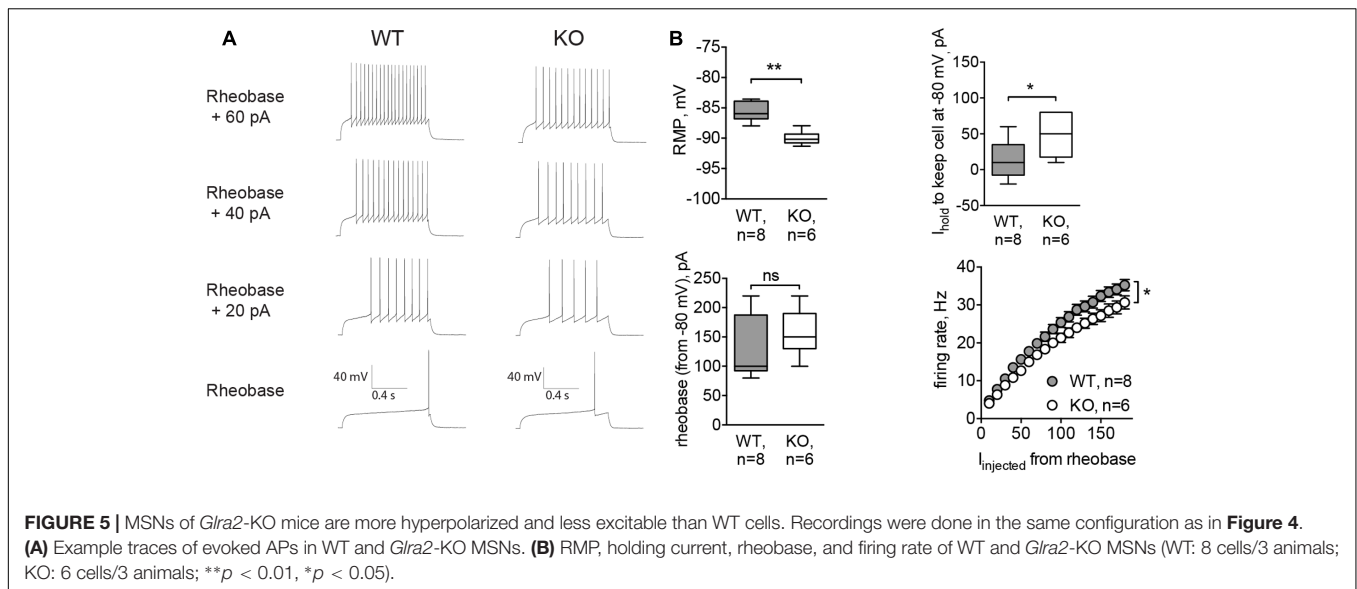 A
WT
KO
Rheobase
+ 60 pA
Rheobase
+ 40 pA
Rheobase
+ 20 pA
Rheobase
40 mV
0.4 s
40 mV
0.4 s
B
RMP, mV
-75
-80
-85
-90
-95
-100
**
WT,
n=8
KO,
n=6
I hold to keep cell at -80 mV, pA
150
100
50
0
-50
*
WT,
n=8
KO,
n=6
rheobase (from -80 mV), pA
250
200
150
100
50
0
ns
WT,
n=8
KO,
n=6
firing rate, Hz
40
30
20
10
0
*
WT, n=8
KO, n=6
0
50
100
150
I injected from rheobase
FIGURE 5 | MSNs of Glra2-KO mice are more hyperpolarized and less excitable than WT cells. Recordings were done in the same configuration as in Figure 4.
(A) Example traces of evoked APs in WT and Glra2-KO MSNs. (B) RMP, holding current, rheobase, and firing rate of WT and Glra2-KO MSNs (WT: 8 cells/3 animals;
KO: 6 cells/3 animals; **p < 0.01, *p < 0.05).